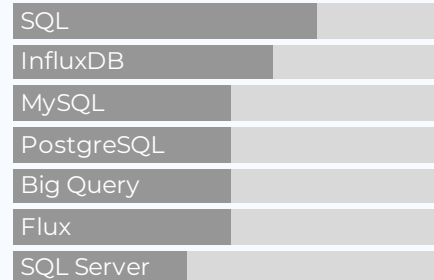 SQL
InfluxDB
MySQL
PostgreSQL
Big Query
Flux
SQL Server